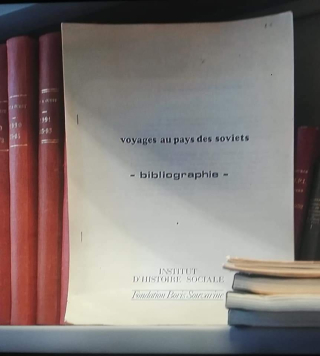 voyages au pays des soviets
- bibliographie -
INSTITUT
D'HISTOIRE SOCIALE
Fondation Boris Souvarine